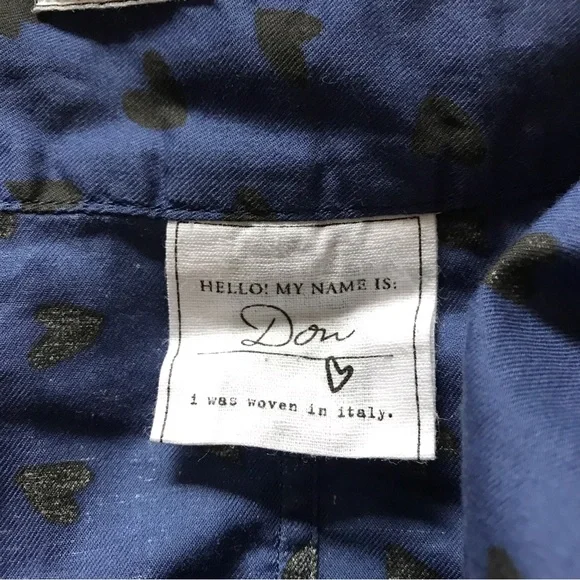 HELLO! MY NAME IS:
Don
i was woven in italy.